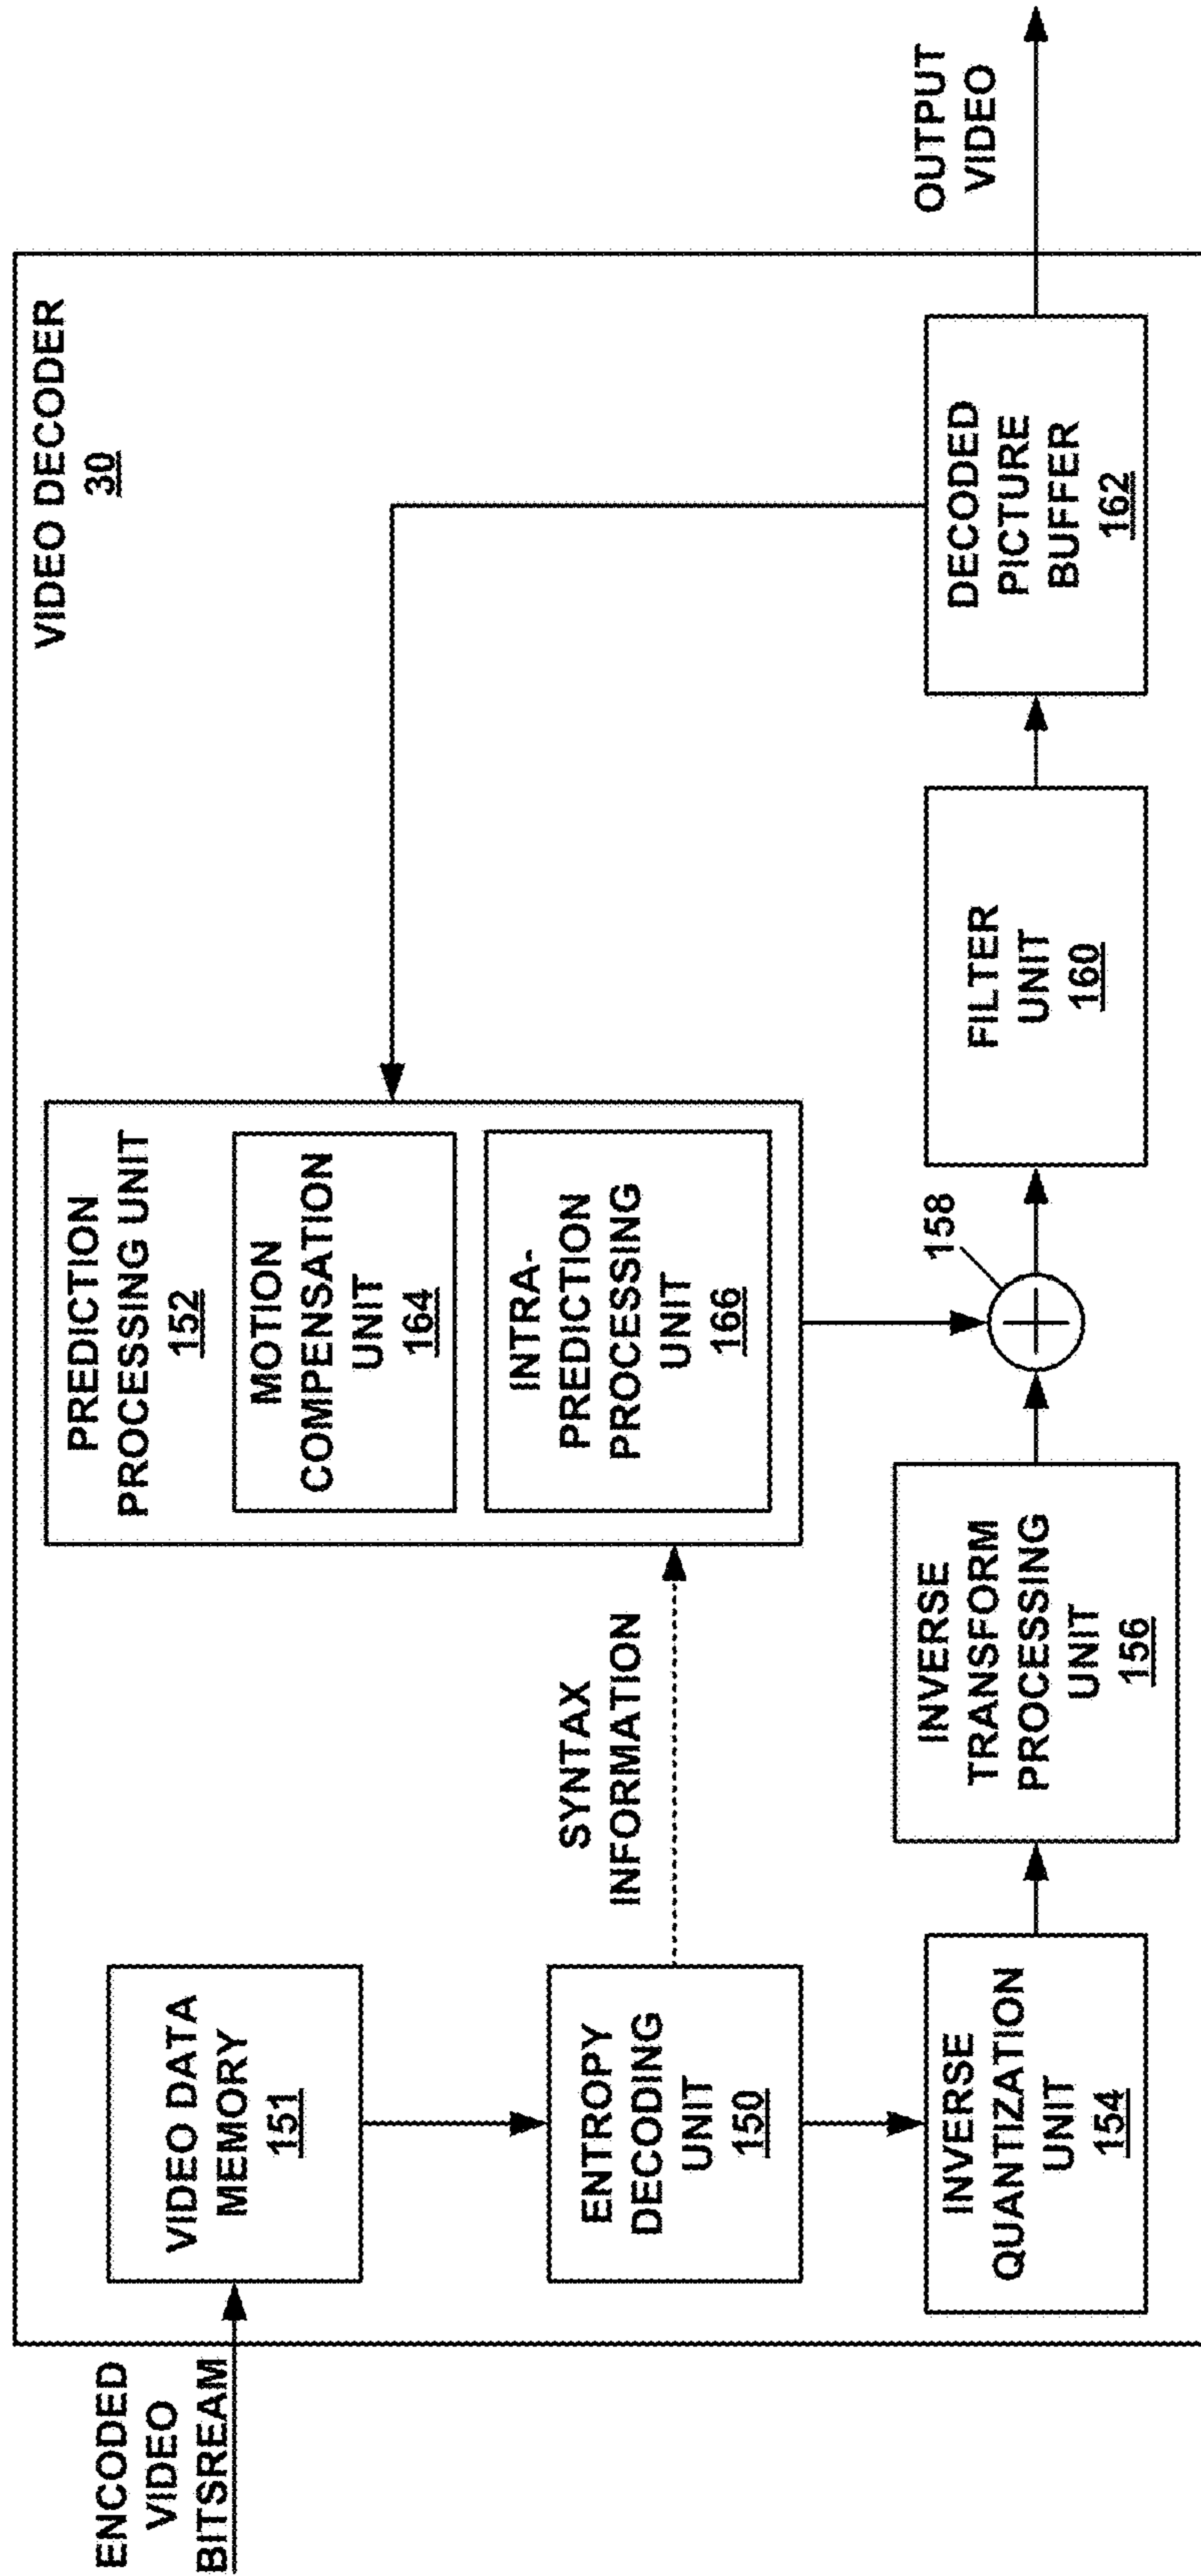 VIDEO DECODER
30
ENCODED
VIDEO
BITSREAM
VIDEO DATA
MEMORY
151
PREDICTION
PROCESSING UNIT
152
MOTION
COMPENSATION
UNIT
164
INTRA-
PREDICTION
PROCESSING
UNIT
166
SYNTAX
INFORMATION
ENTROPY
DECODING
UNIT
150
INVERSE
QUANTIZATION
UNIT
154
INVERSE
TRANSFORM
PROCESSING
UNIT
156
158
FILTER
UNIT
160
DECODED
PICTURE
BUFFER
162
OUTPUT
VIDEO